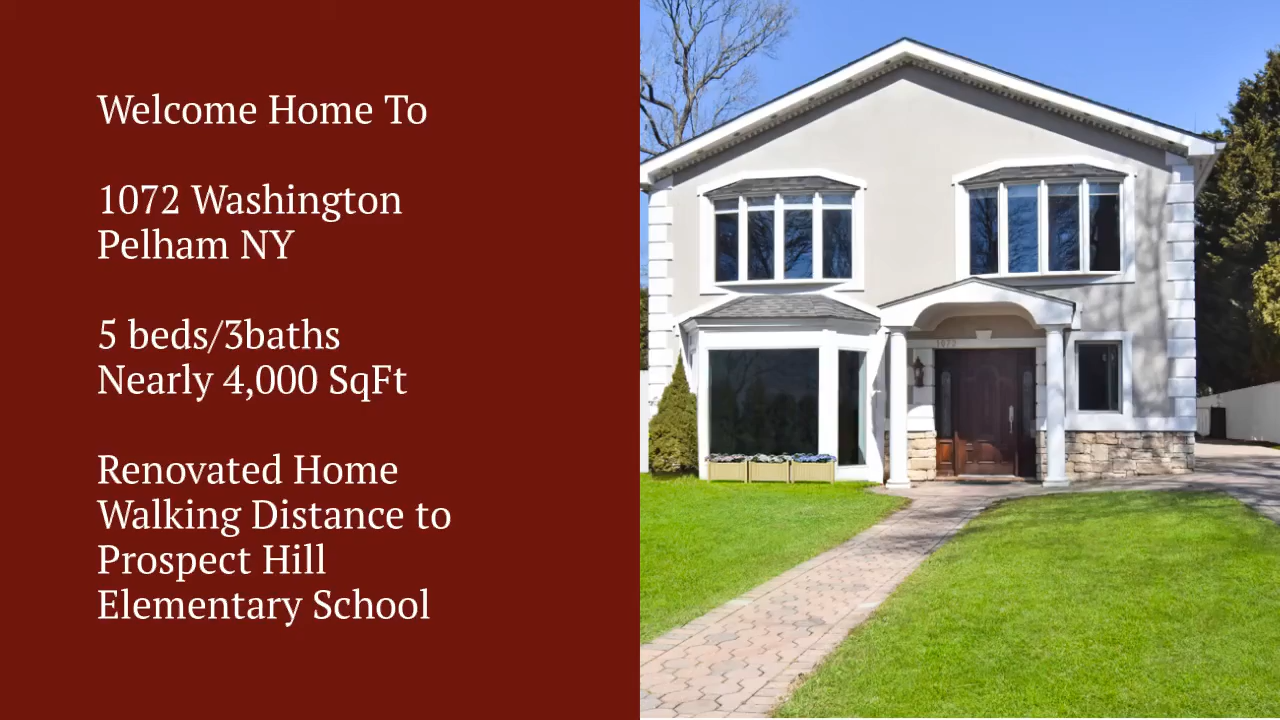 Welcome Home To
1072 Washington
Pelham NY
5 beds/3baths
Nearly 4,000 SqFt
Renovated Home
Walking Distance to
Prospect Hill
Elementary School
1072